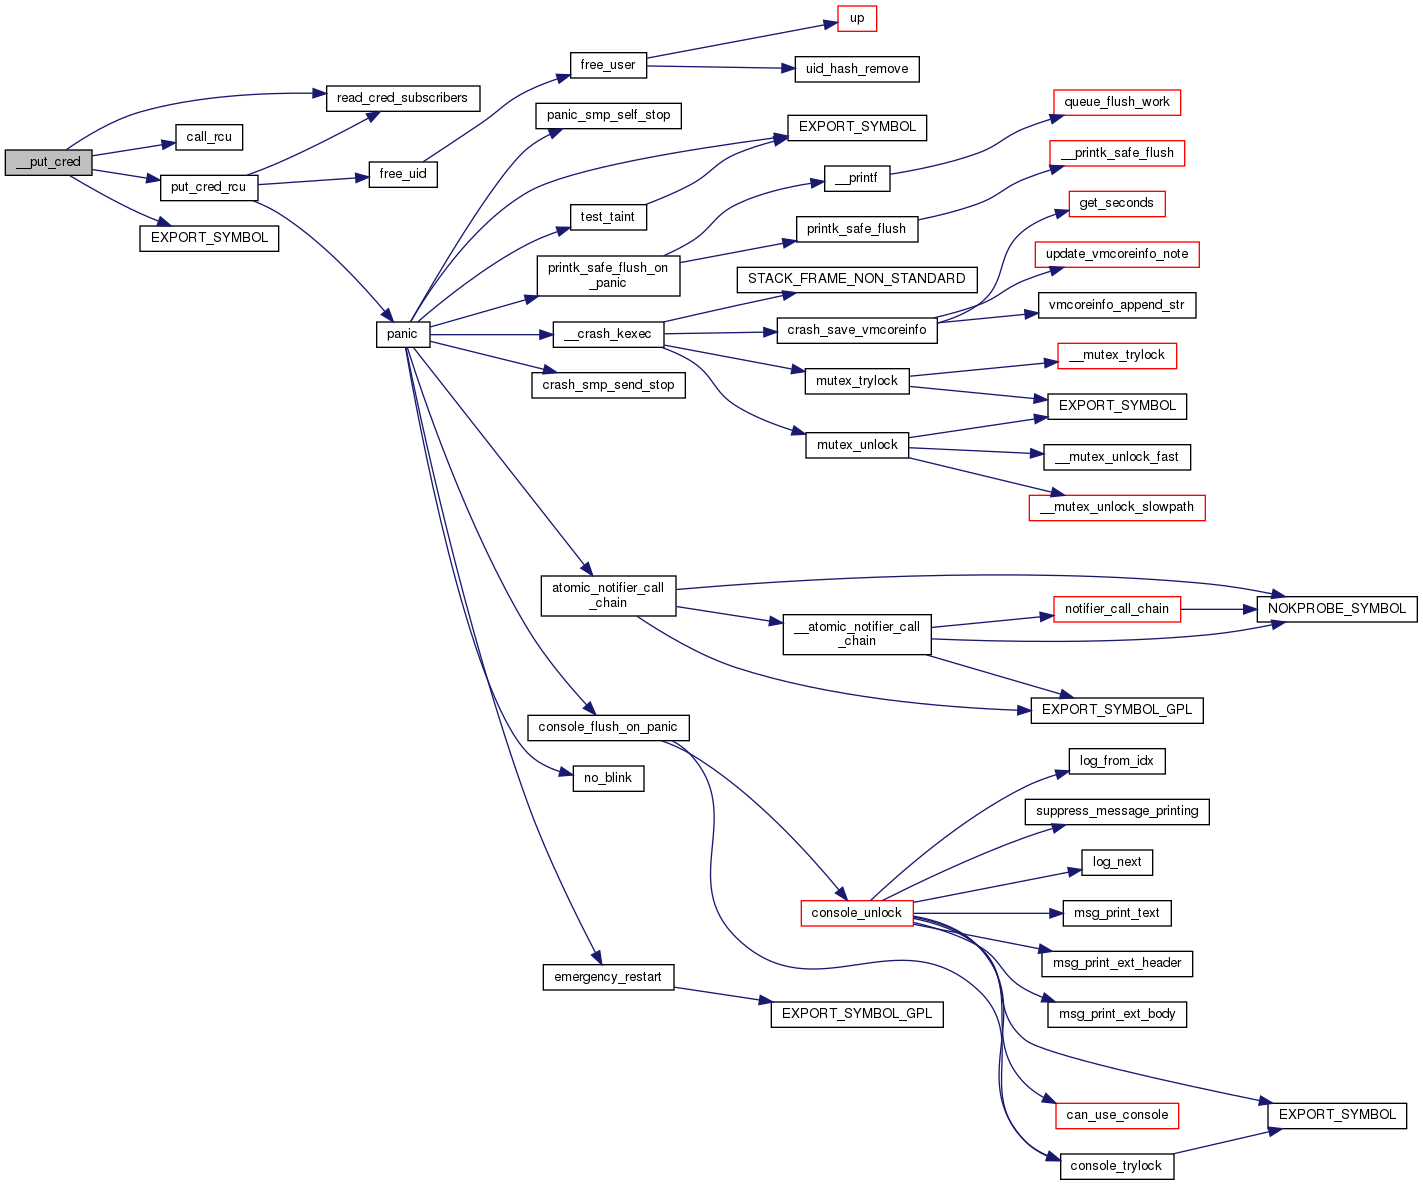 up
free_user
uid_hash_remove
read_cred_subscribers
queue_flush_work
panic_smp_self_stop
EXPORT_SYMBOL
call_rcu
__put_cred
__printk_safe_flush
free_uid
__printf
put_cred_rcu
get_seconds
test_taint
printk_safe_flush
EXPORT_SYMBOL
update_vmcoreinfo_note
printk_safe_flush_on
_panic
STACK_FRAME_NON_STANDARD
vmcoreinfo_append_str
panic
__crash_kexec
crash_save_vmcoreinfo
__mutex_trylock
crash_smp_send_stop
mutex_trylock
EXPORT_SYMBOL
mutex_unlock
__mutex_unlock_fast
__mutex_unlock_slowpath
atomic_notifier_call
_chain
notifier_call_chain
NOKPROBE_SYMBOL
__atomic_notifier_call
_chain
EXPORT_SYMBOL_GPL
console_flush_on_panic
log_from_idx
no_blink
suppress_message_printing
log_next
console_unlock
msg_print_text
msg_print_ext_header
emergency_restart
EXPORT_SYMBOL_GPL
msg_print_ext_body
can_use_console
EXPORT_SYMBOL
console_trylock